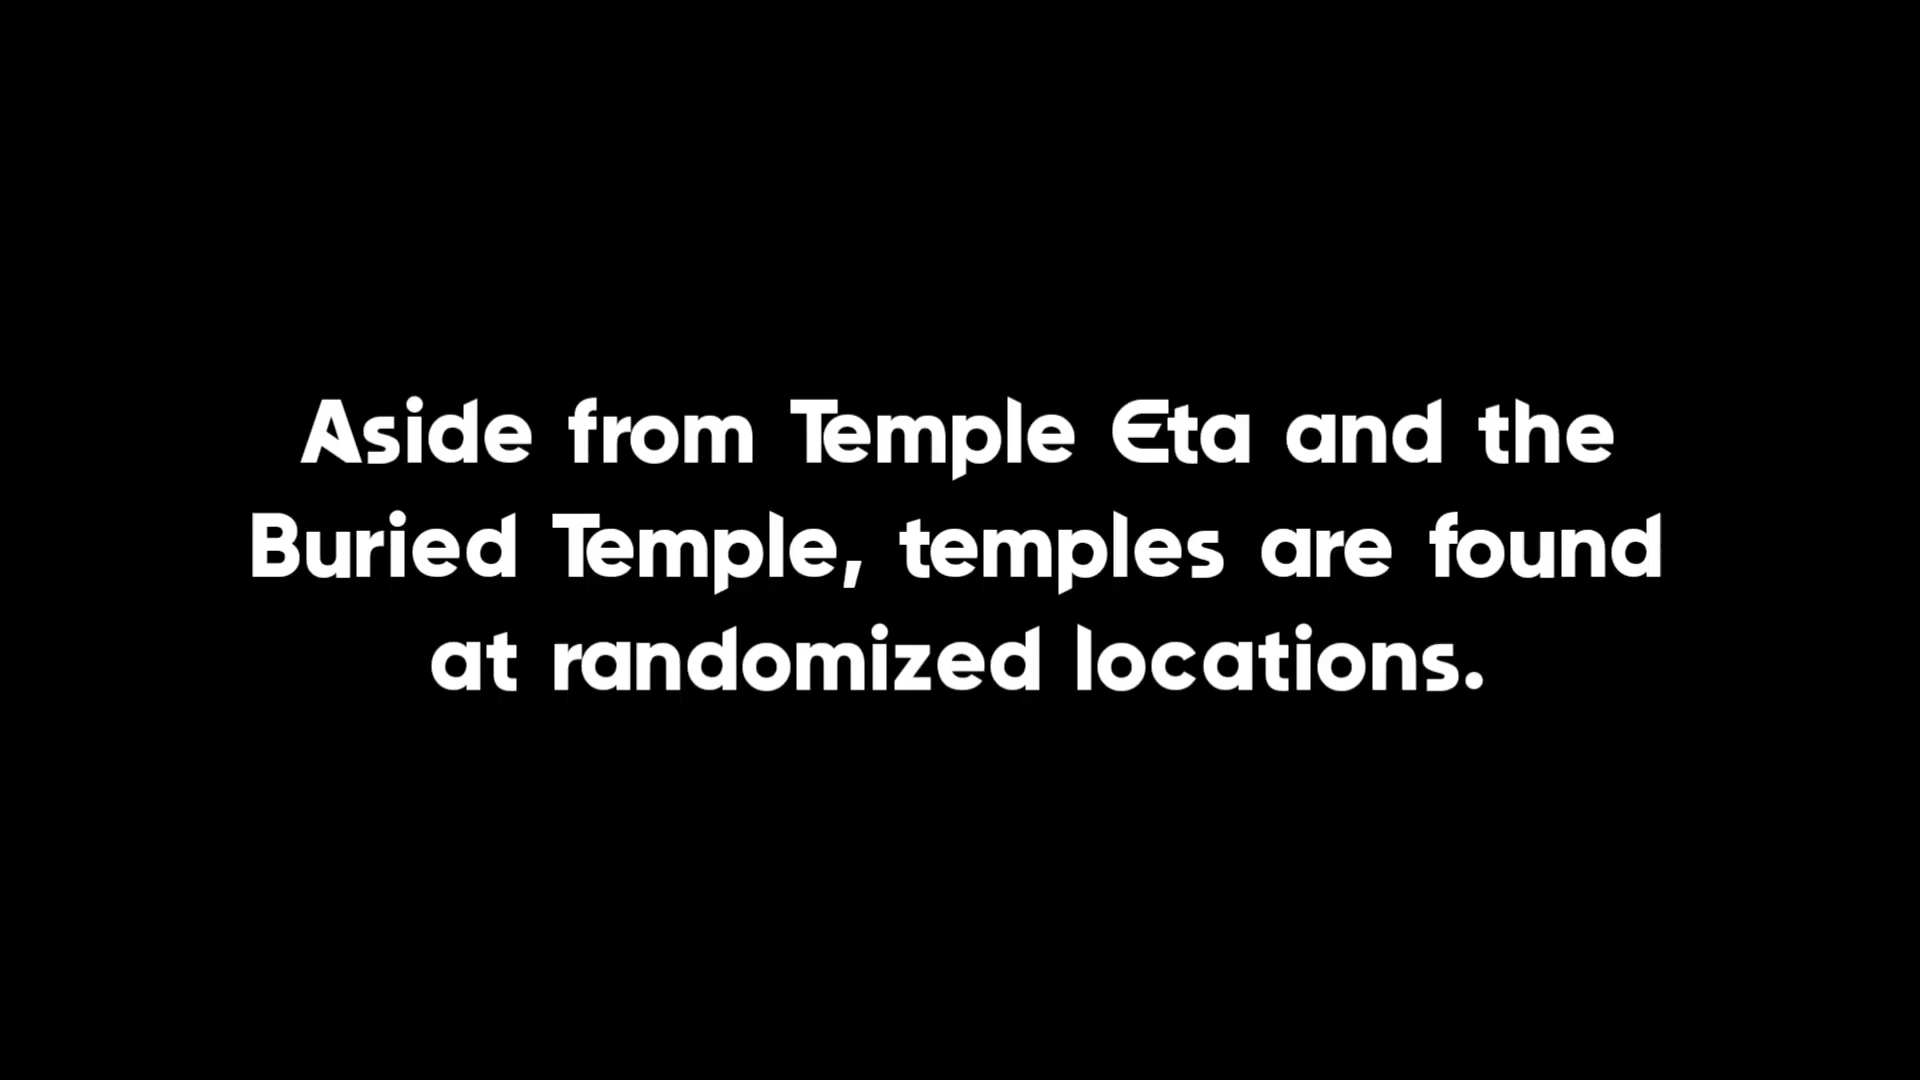 Aside from Temple Eta and the
Buried Temple, temples are found
at randomized locations.